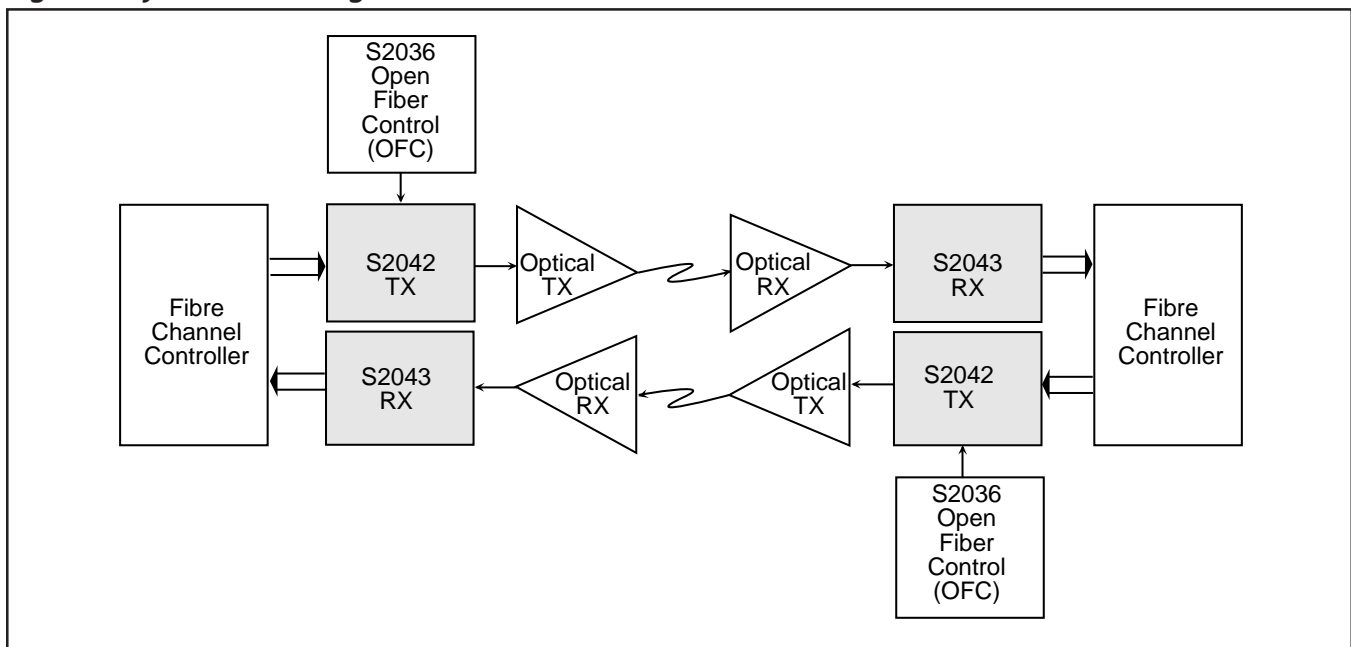 S2036
Open
Fiber
Control
(OFC)
Fibre
Channel
Controller
S2042
TX
Optical
TX
Optical
RX
S2043
RX
Fibre
Channel
Controller
S2043
RX
Optical
RX
Optical
TX
S2042
TX
S2036
Open
Fiber
Control
(OFC)